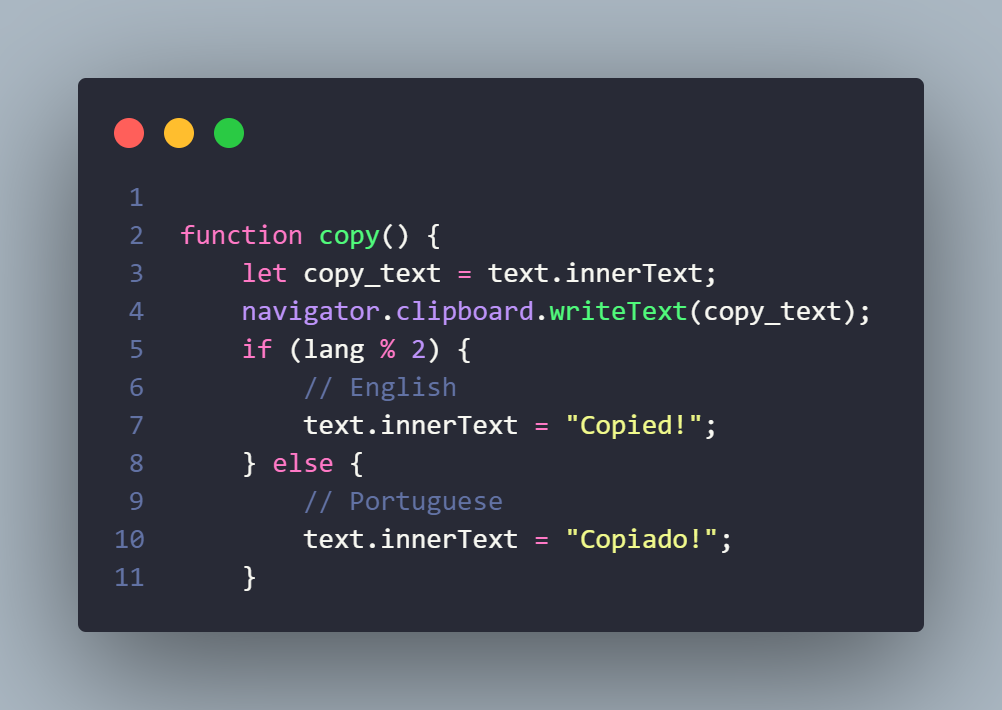 1
2 function copy() {
3     let copy_text = text.innerText;
4     navigator.clipboard.writeText(copy_text);
5     if (lang % 2) {
6         // English
7         text.innerText = "Copied!";
8     } else {
9         // Portuguese
10         text.innerText = "Copiado!";
11     }